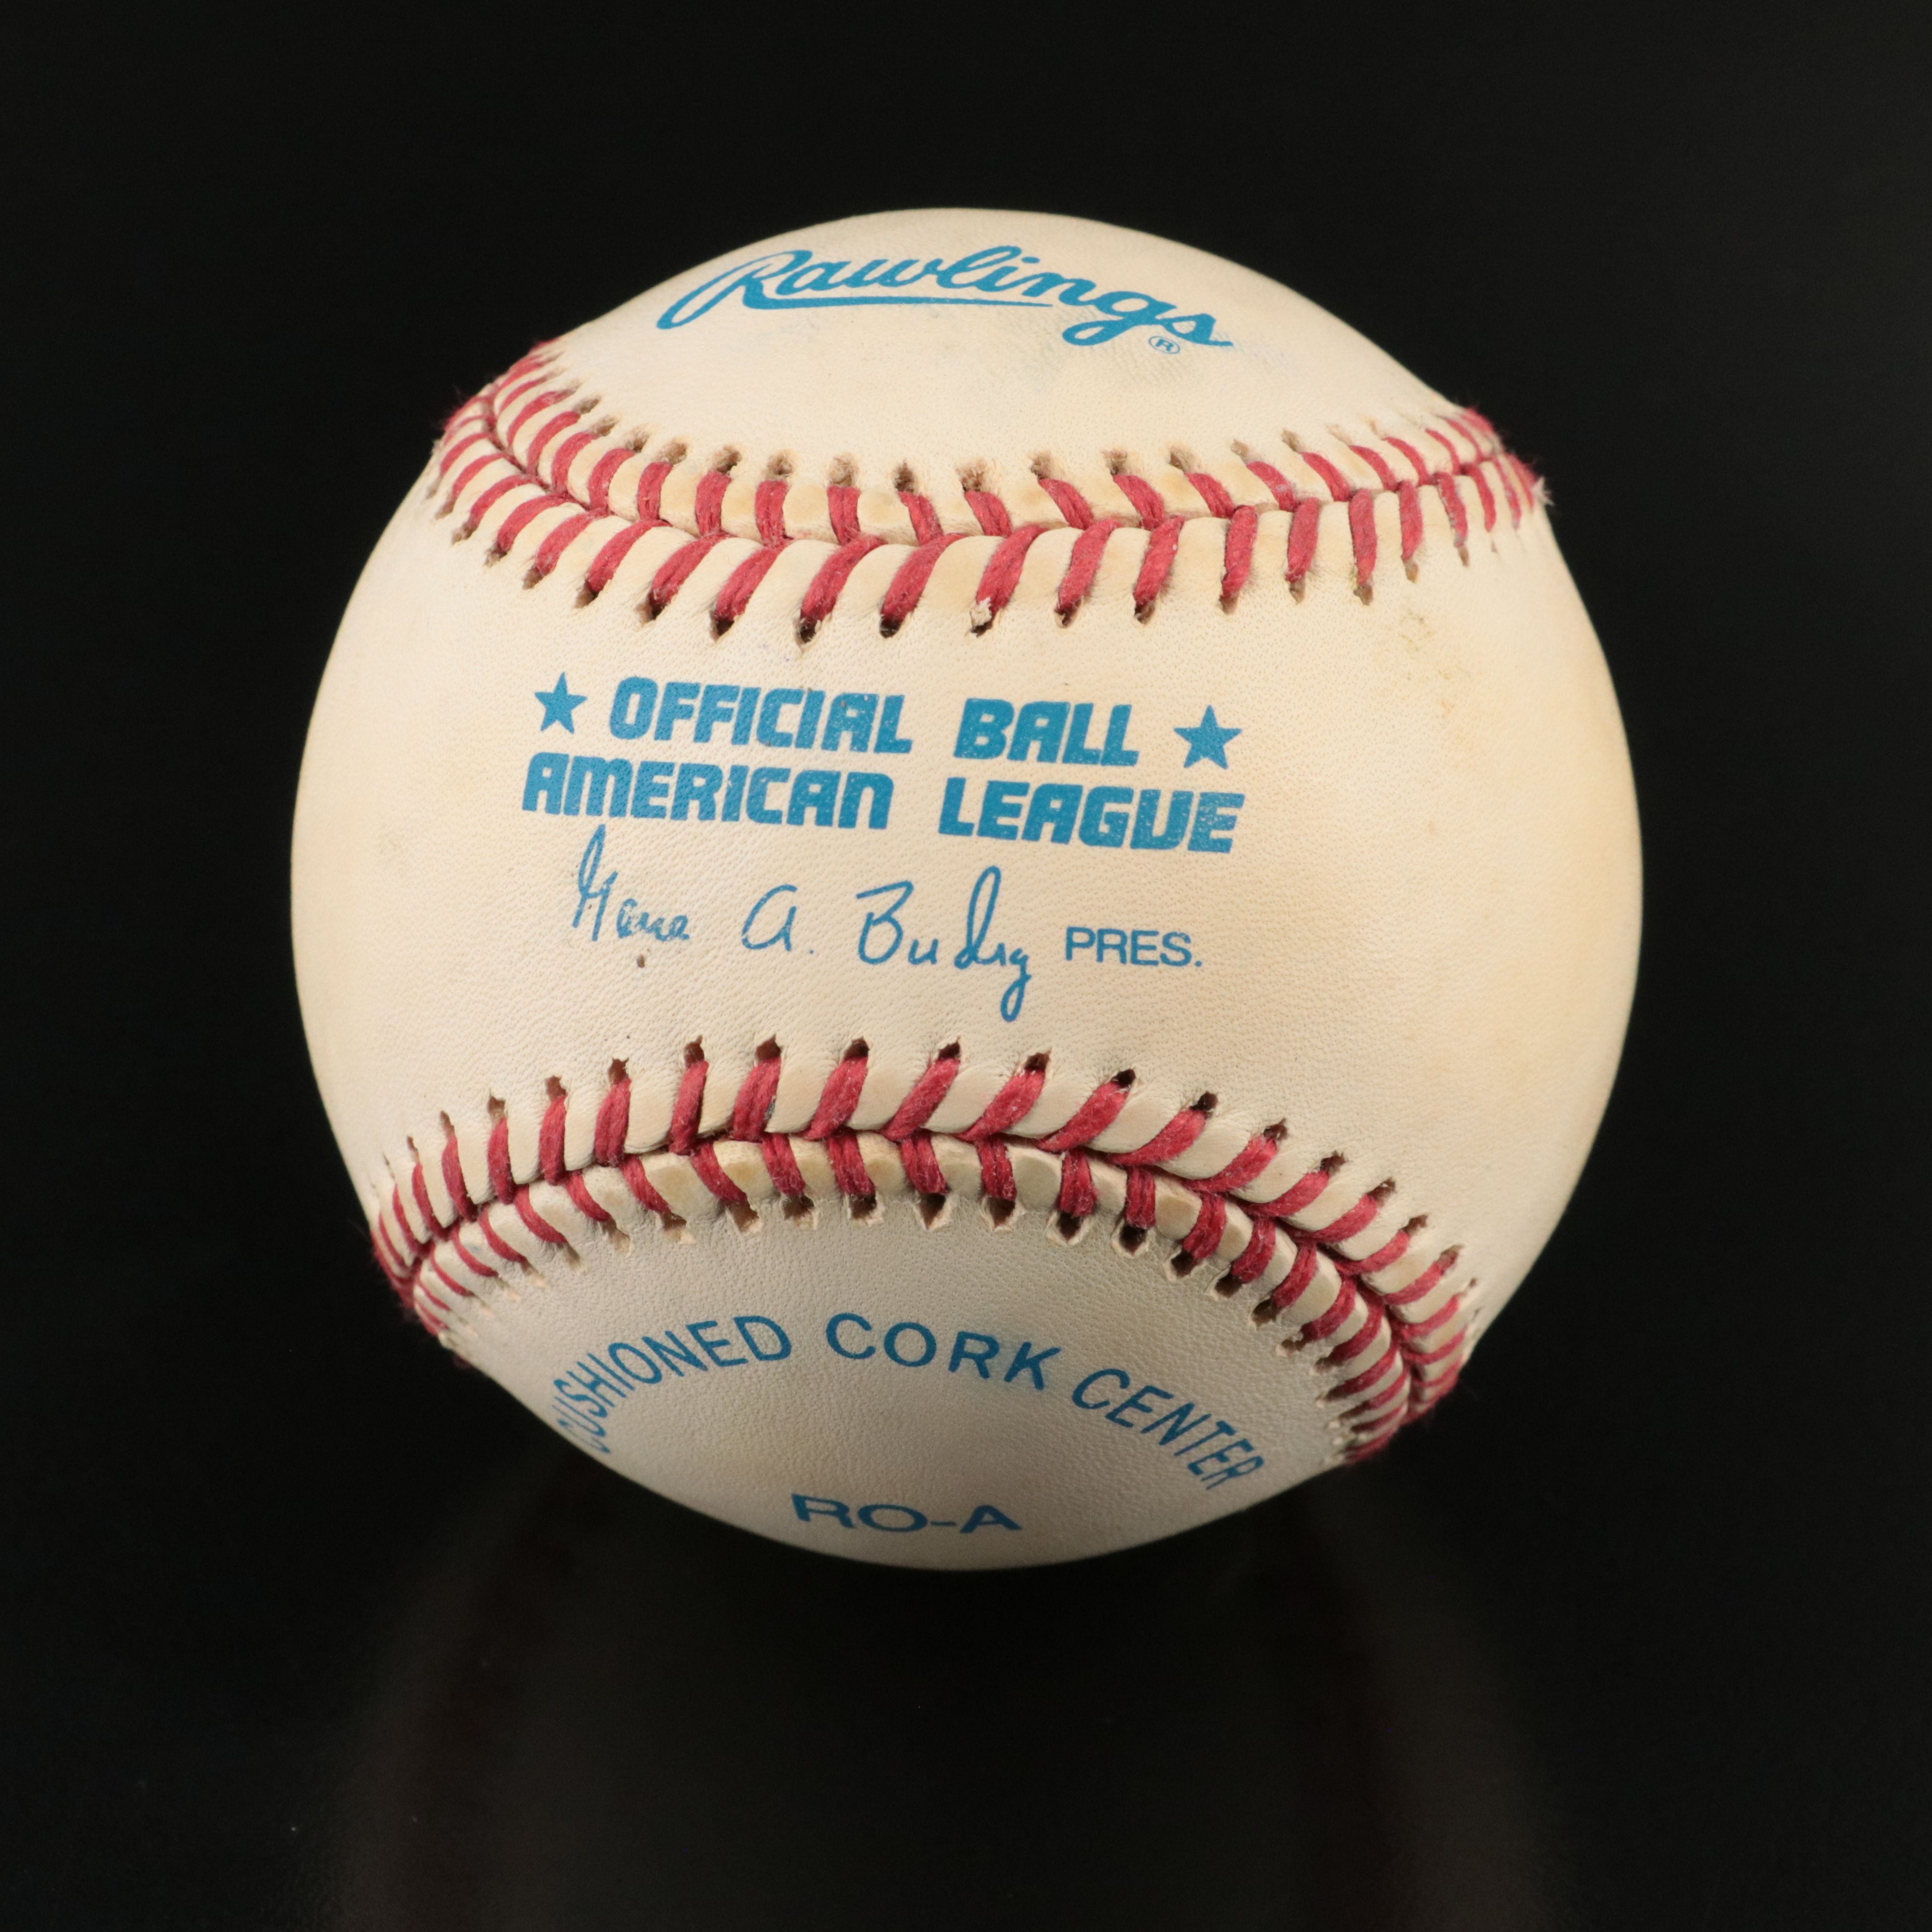 Rawlings®
★ OFFICIAL BALL ★
AMERICAN LEAGUE
Gene A. Budig PRES.
CUSHIONED CORK CENTER
RO-A